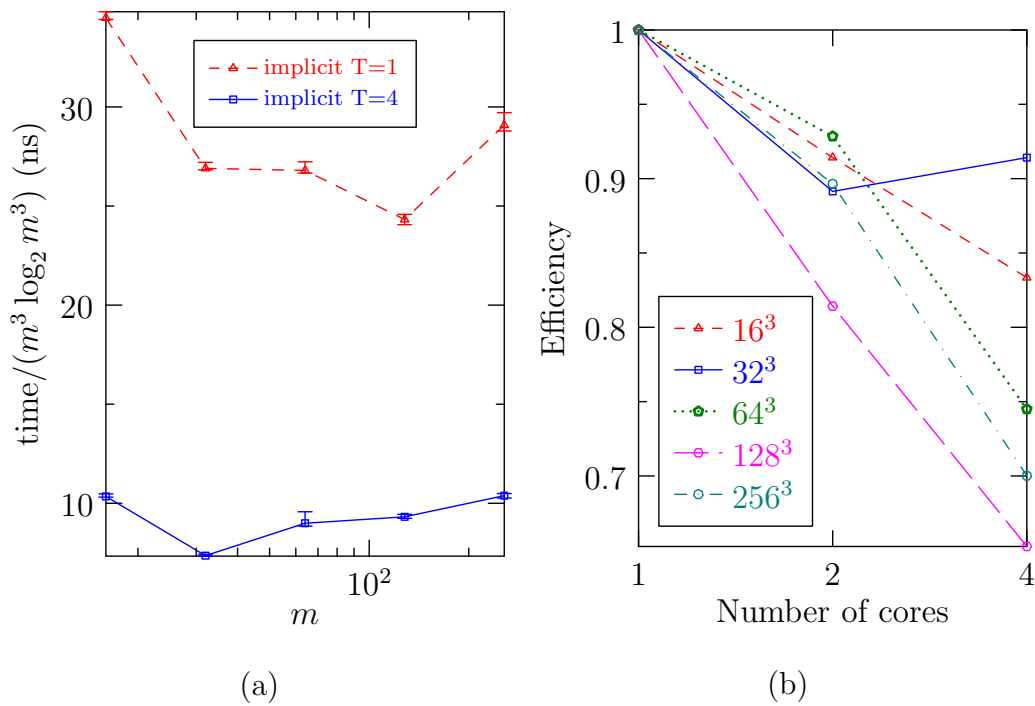 time/(m³ log₂ m³) (ns)
30
20
10
implicit T=1
implicit T=4
10²
m
(a)
Efficiency
1
0.9
0.8
0.7
16³
32³
64³
128³
256³
1 2 4
Number of cores
(b)